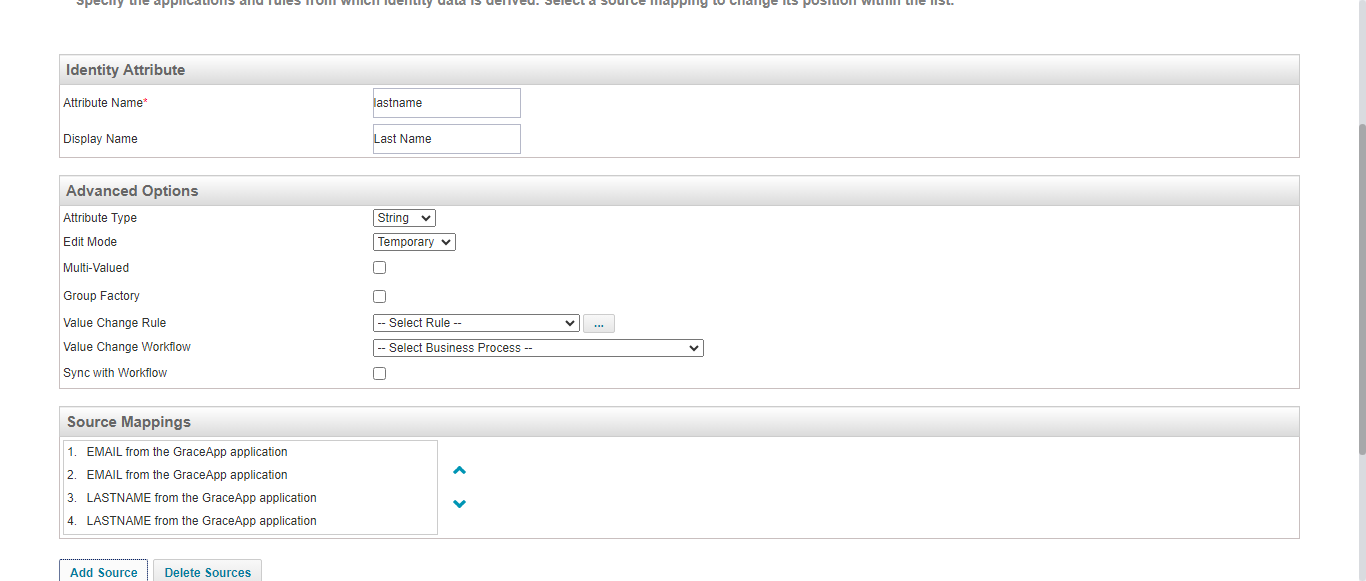 Specify the applications and rules from which identity data is derived. Select a source mapping to change its position within the list.
Identity Attribute
Attribute Name* lastname
Display Name Last Name
Advanced Options
Attribute Type String
Edit Mode Temporary
Multi-Valued
Group Factory
Value Change Rule -- Select Rule -- ...
Value Change Workflow -- Select Business Process --
Sync with Workflow
Source Mappings
1. EMAIL from the GraceApp application
2. EMAIL from the GraceApp application
3. LASTNAME from the GraceApp application
4. LASTNAME from the GraceApp application
Add Source Delete Sources